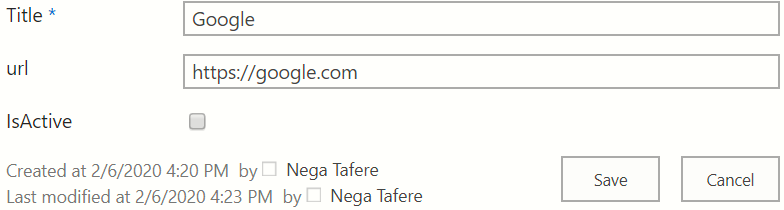 Title * Google
url https://google.com
IsActive
Created at 2/6/2020 4:20 PM by Nega Tafere
Last modified at 2/6/2020 4:23 PM by Nega Tafere
Save Cancel